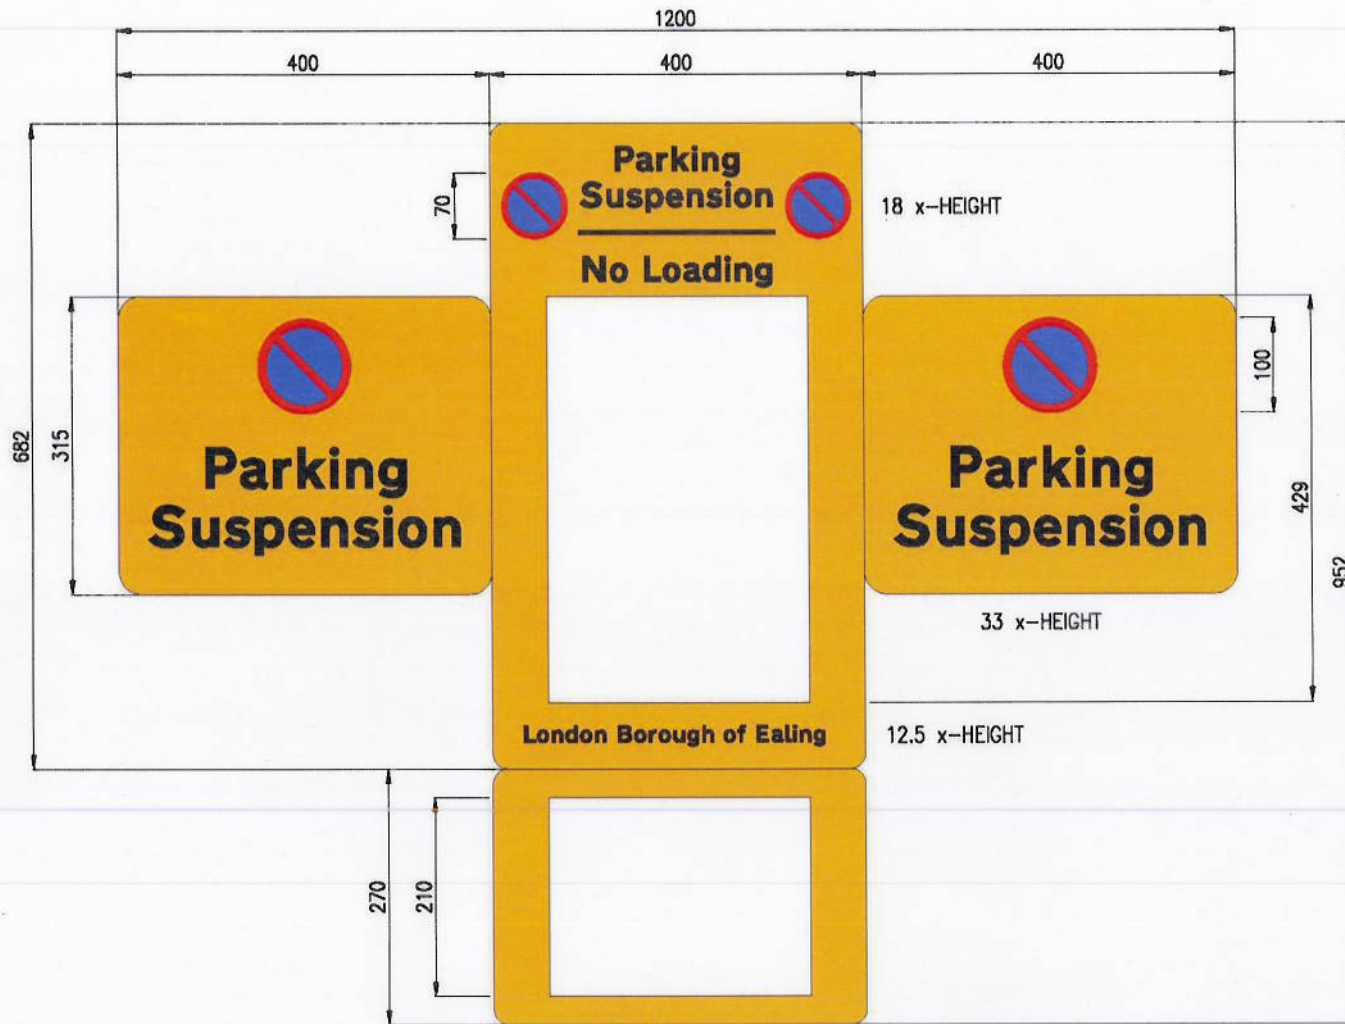 1200
400
400
400
Parking
Suspension
70
18 x-HEIGHT
No Loading
682
315
Parking
Suspension
Parking
Suspension
100
429
952
33 x-HEIGHT
London Borough of Ealing
12.5 x-HEIGHT
270
210